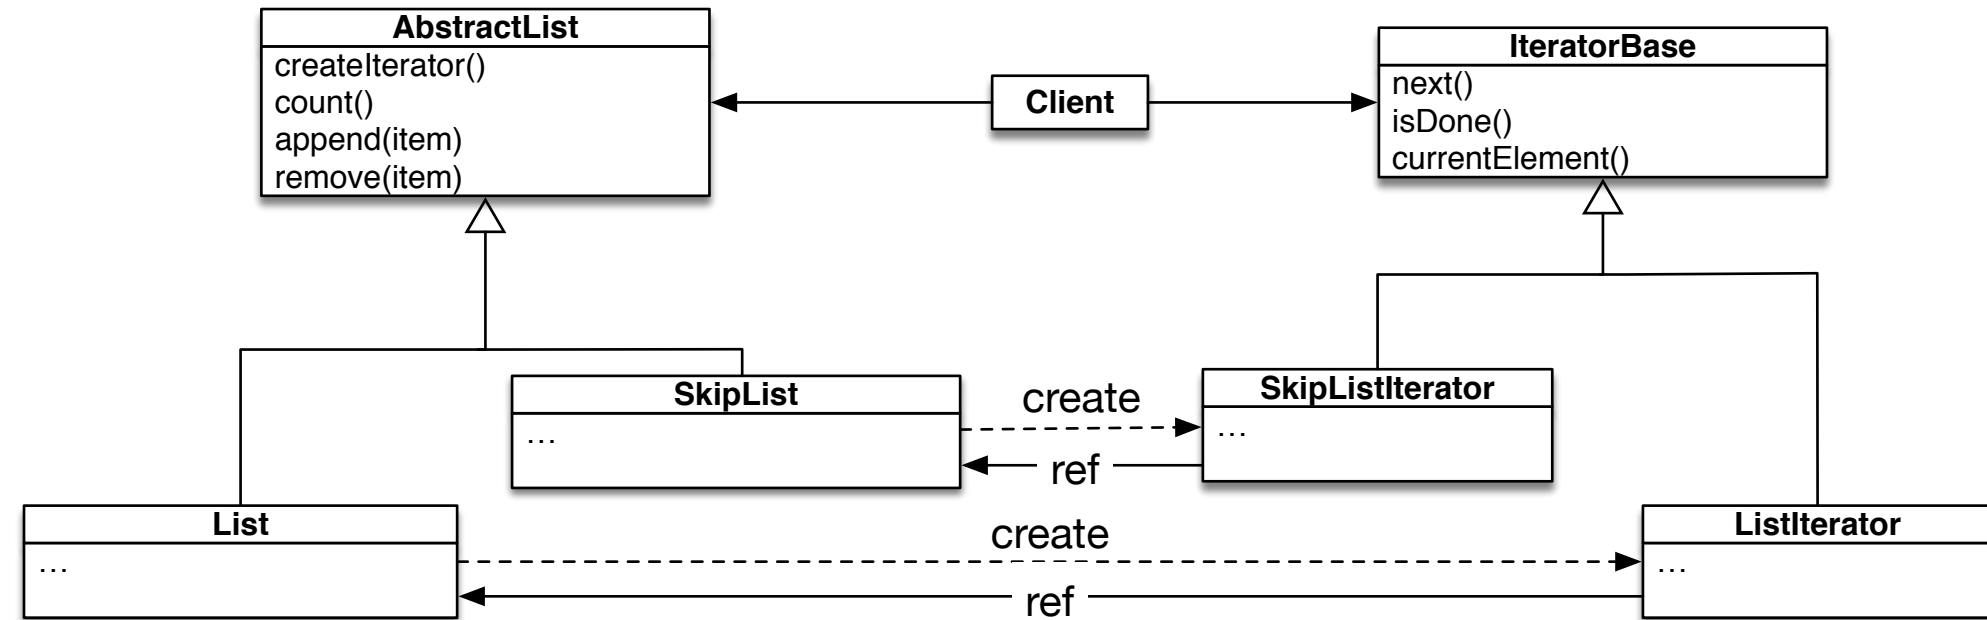 AbstractList
createIterator()
count()
append(item)
remove(item)
Client
IteratorBase
next()
isDone()
currentElement()
SkipList
...
create
ref
SkipListIterator
...
List
...
create
ref
ListIterator
...